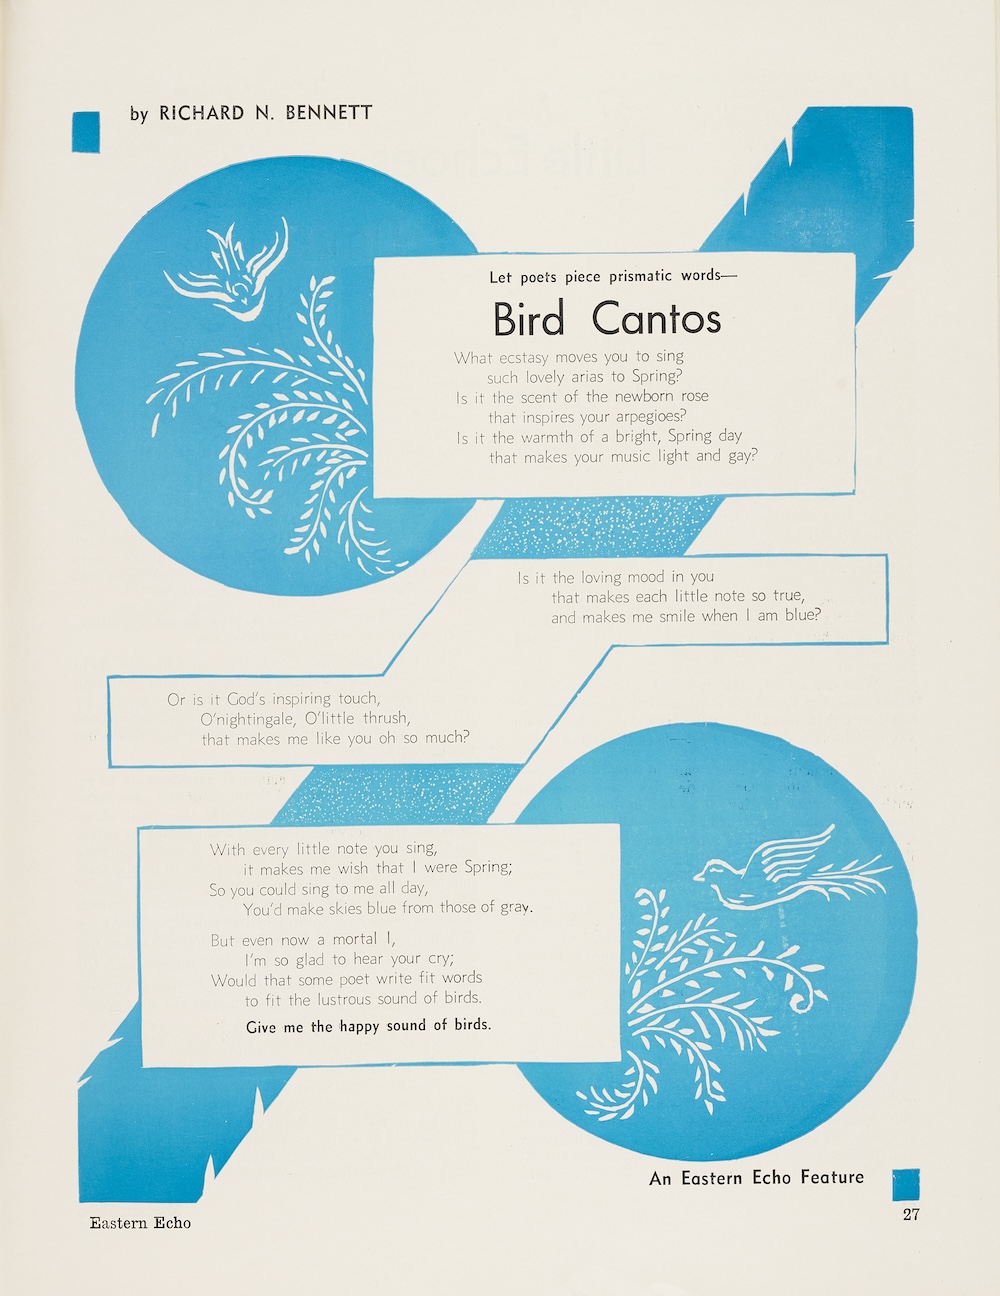 by RICHARD N. BENNETT
Let poets piece prismatic words—
Bird Cantos
What ecstasy moves you to sing
such lovely arias to Spring?
Is it the scent of the newborn rose
that inspires your arpegioes?
Is it the warmth of a bright, Spring day
that makes your music light and gay?
Is it the loving mood in you
that makes each little note so true,
and makes me smile when I am blue?
Or is it God's inspiring touch,
O'nightingale, O'little thrush,
that makes me like you oh so much?
With every little note you sing,
it makes me wish that I were Spring;
So you could sing to me all day,
You'd make skies blue from those of gray.
But even now a mortal I,
I'm so glad to hear your cry;
Would that some poet write fit words
to fit the lustrous sound of birds.
Give me the happy sound of birds.
An Eastern Echo Feature
Eastern Echo
27